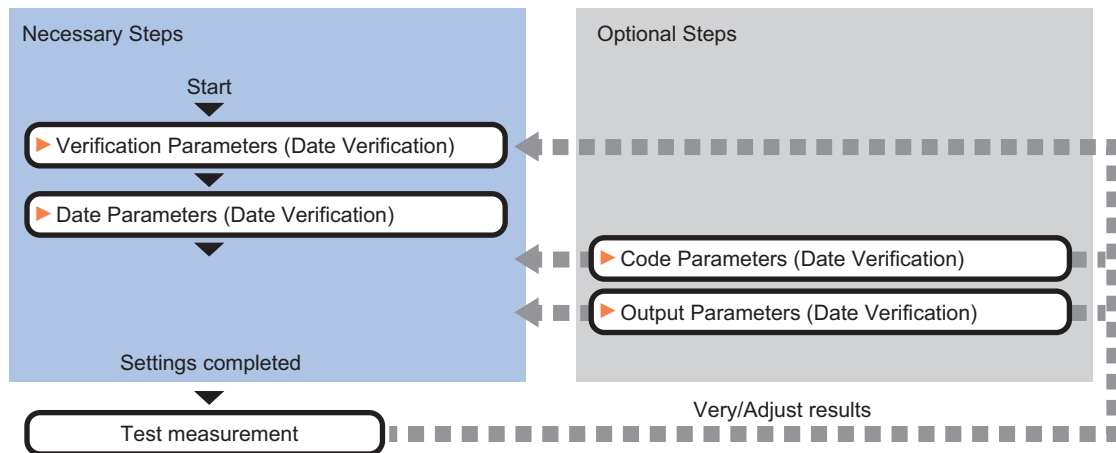 Necessary Steps
Optional Steps
Start
Verification Parameters (Date Verification)
Date Parameters (Date Verification)
Code Parameters (Date Verification)
Output Parameters (Date Verification)
Settings completed
Very/Adjust results
Test measurement